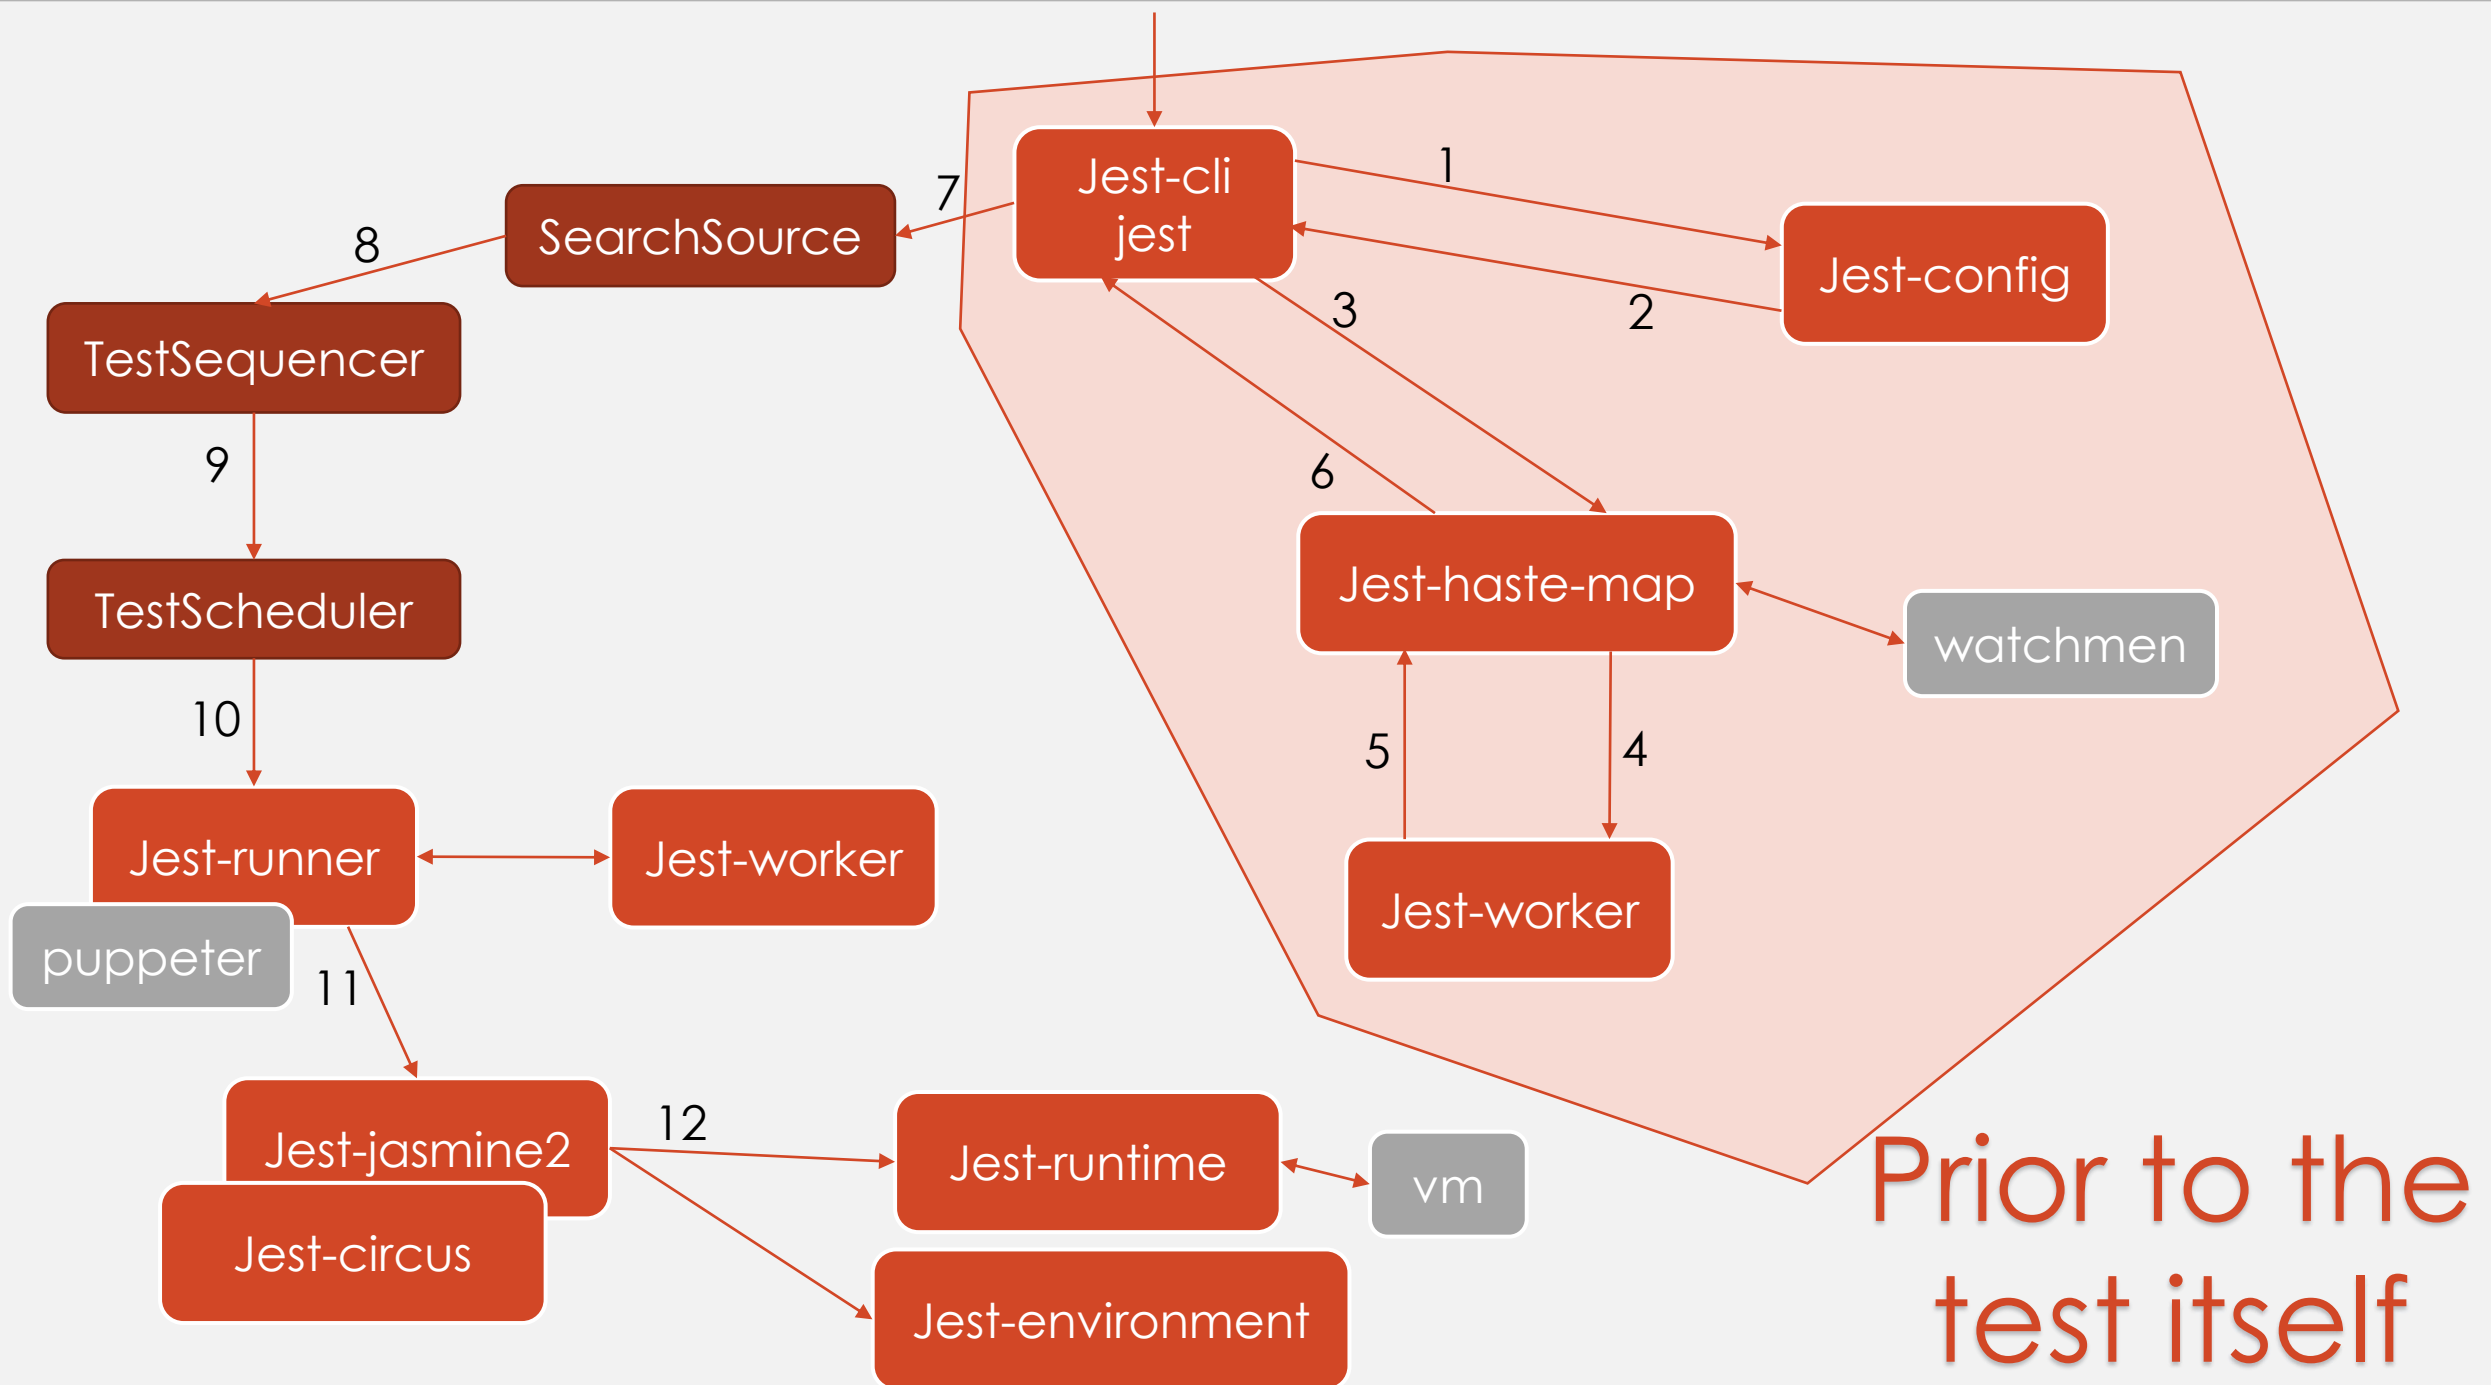 Jest-cli
jest
1
7
SearchSource
8
Jest-config
2
3
TestSequencer
9
6
Jest-haste-map
TestScheduler
watchmen
10
5
4
Jest-runner
Jest-worker
Jest-worker
puppeter
11
12
Jest-jasmine2
Jest-runtime
vm
Prior to the
test itself
Jest-circus
Jest-environment